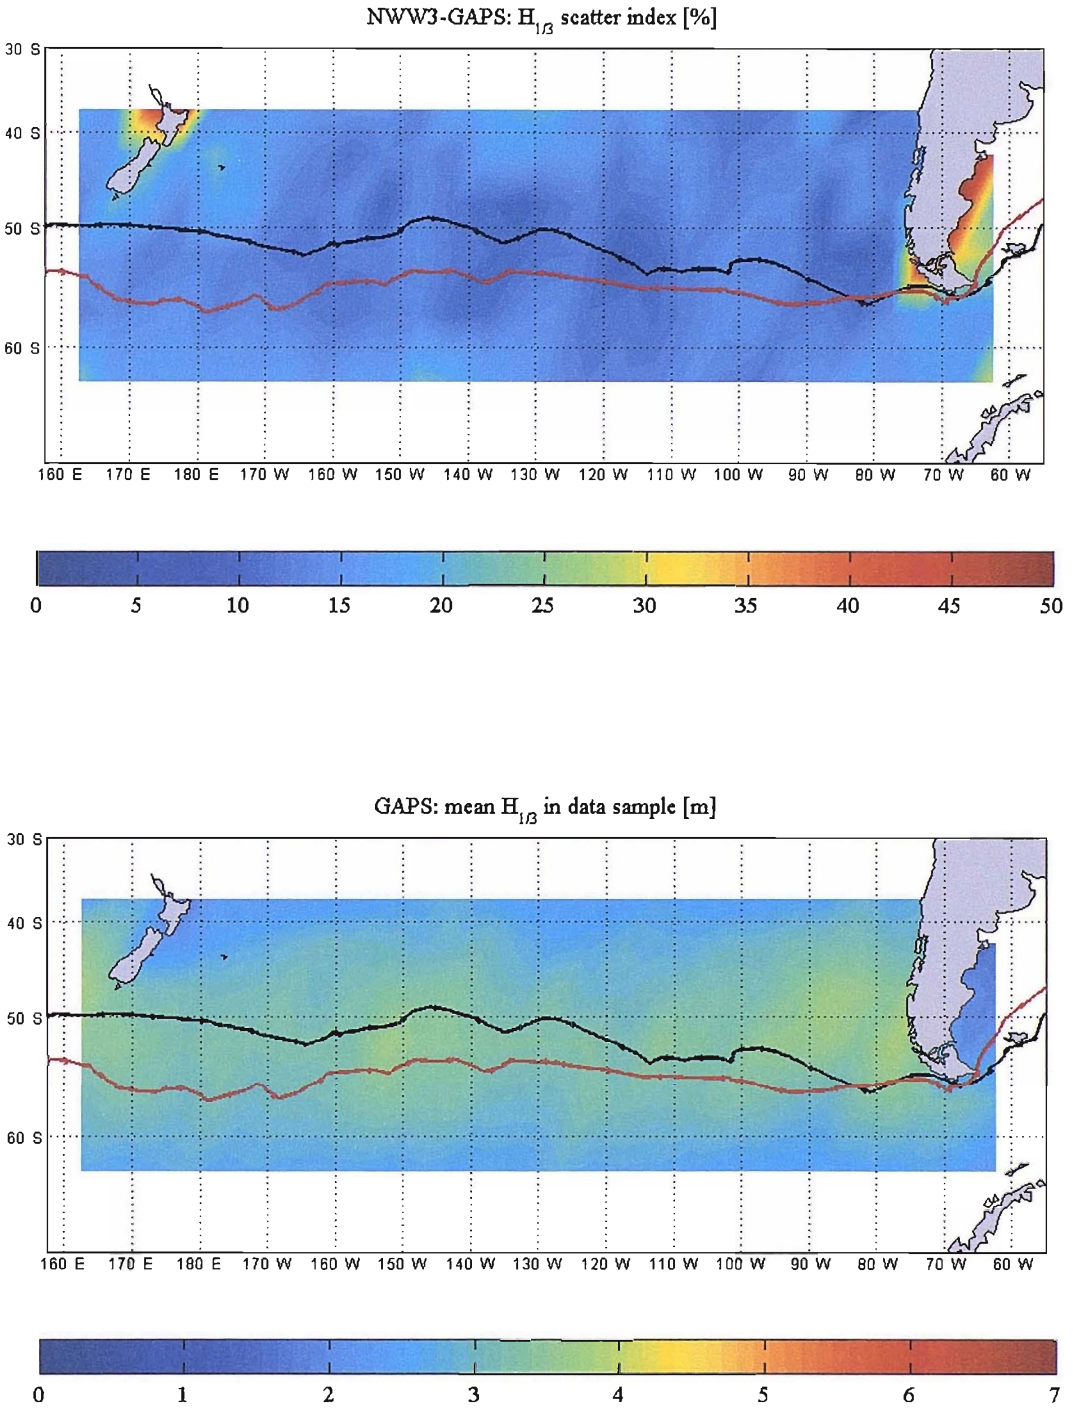 NWW3-GAPS: H1/3 scatter index [%]
30 S
40 S
50 S
60 S
160 E 170 E 180 E 170 W 160 W 150 W 140 W 130 W 120 W 110 W 100 W 90 W 80 W 70 W 60 W
0 5 10 15 20 25 30 35 40 45 50
GAPS: mean H1/3 in data sample [m]
30 S
40 S
50 S
60 S
160 E 170 E 180 E 170 W 160 W 150 W 140 W 130 W 120 W 110 W 100 W 90 W 80 W 70 W 60 W
0 1 2 3 4 5 6 7